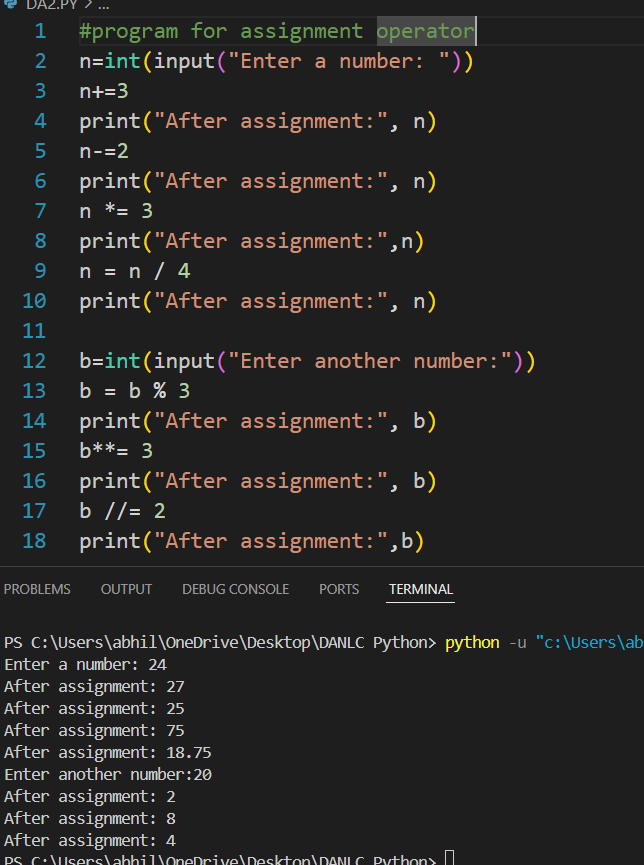 DA2.PY > ...
1 #program for assignment operator
2 n=int(input("Enter a number: "))
3 n+=3
4 print("After assignment:", n)
5 n-=2
6 print("After assignment:", n)
7 n *= 3
8 print("After assignment:",n)
9 n = n / 4
10 print("After assignment:", n)
11
12 b=int(input("Enter another number:"))
13 b = b % 3
14 print("After assignment:", b)
15 b**= 3
16 print("After assignment:", b)
17 b //= 2
18 print("After assignment:",b)
PROBLEMS OUTPUT DEBUG CONSOLE PORTS TERMINAL
PS C:\Users\abhil\OneDrive\Desktop\DANLC Python> python -u "c:\Users\ab
Enter a number: 24
After assignment: 27
After assignment: 25
After assignment: 75
After assignment: 18.75
Enter another number:20
After assignment: 2
After assignment: 8
After assignment: 4
PS C:\Users\abhil\OneDrive\Desktop\DANLC Python>